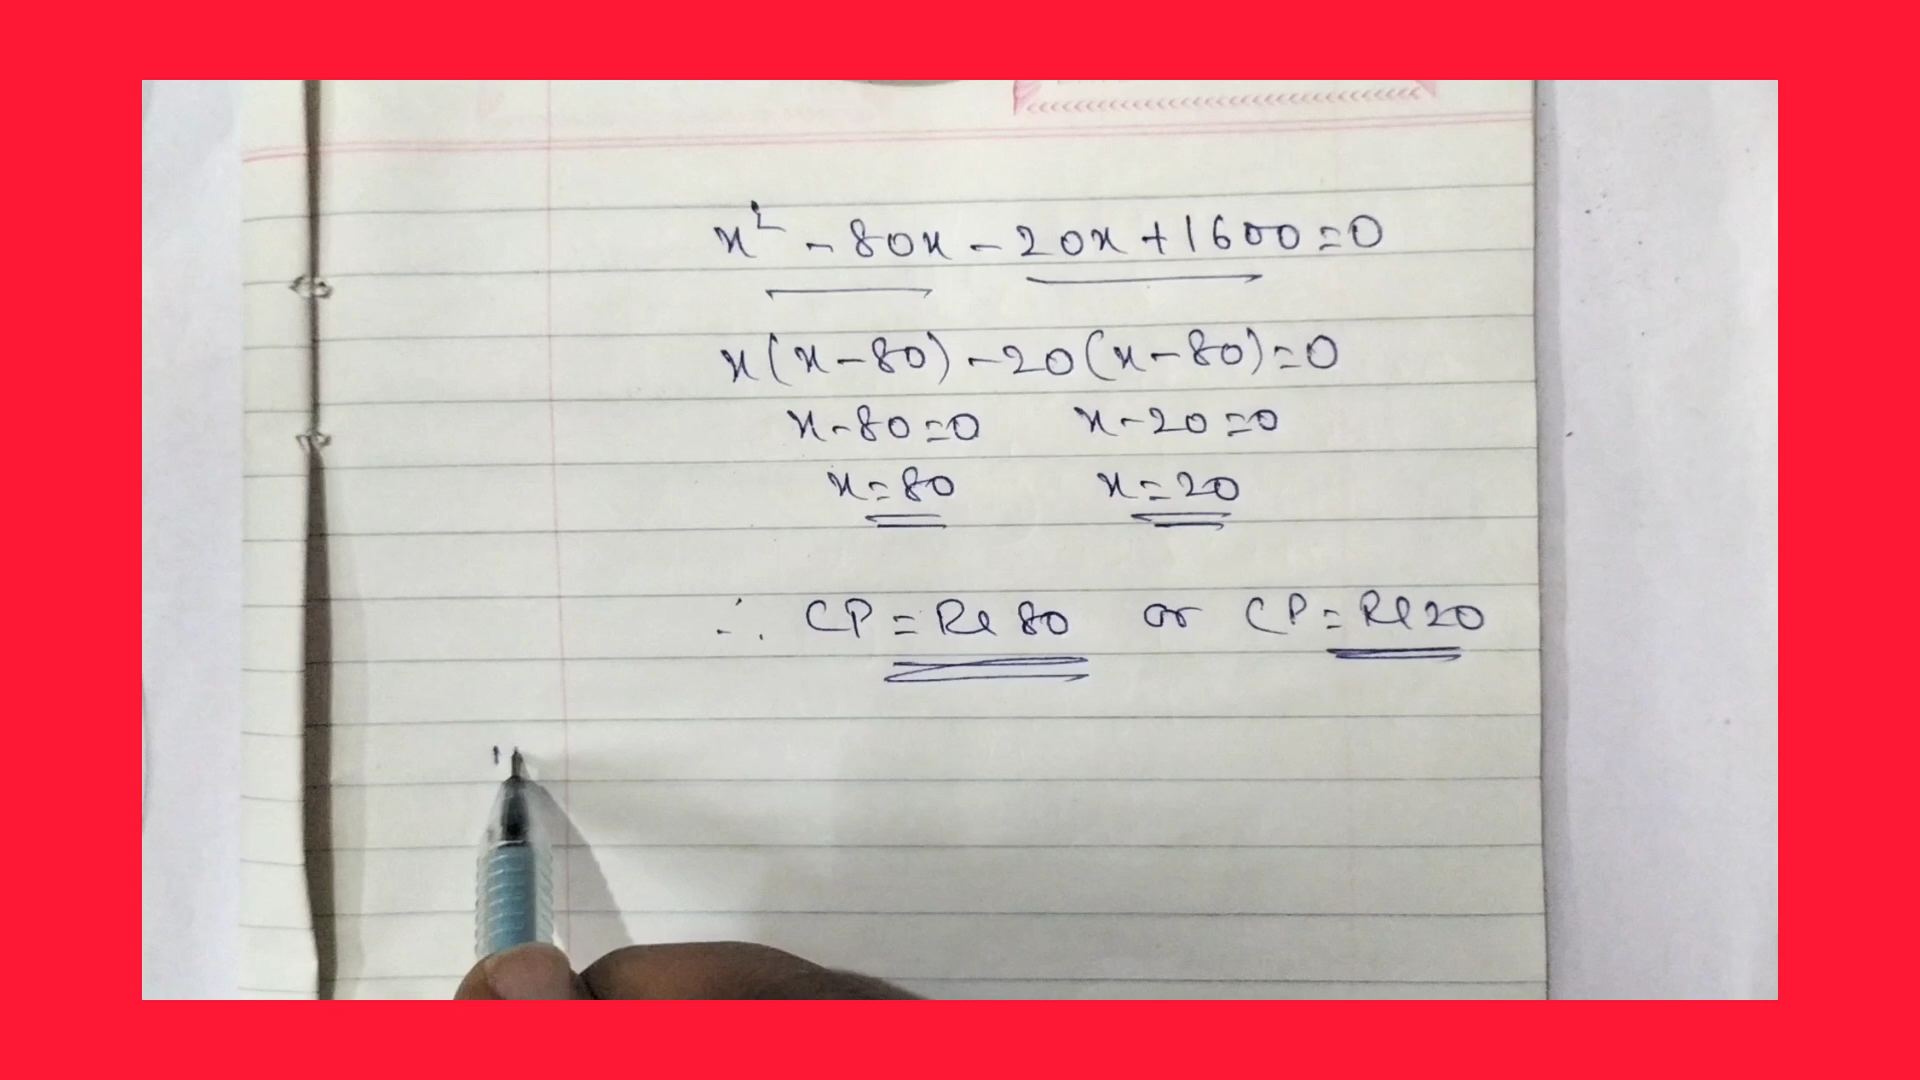 x² - 80x - 20x + 1600 = 0
x(x - 80) - 20(x - 80) = 0
x - 80 = 0 x - 20 = 0
x = 80 x = 20
∴ CP = Rs 80 or CP = Rs 20